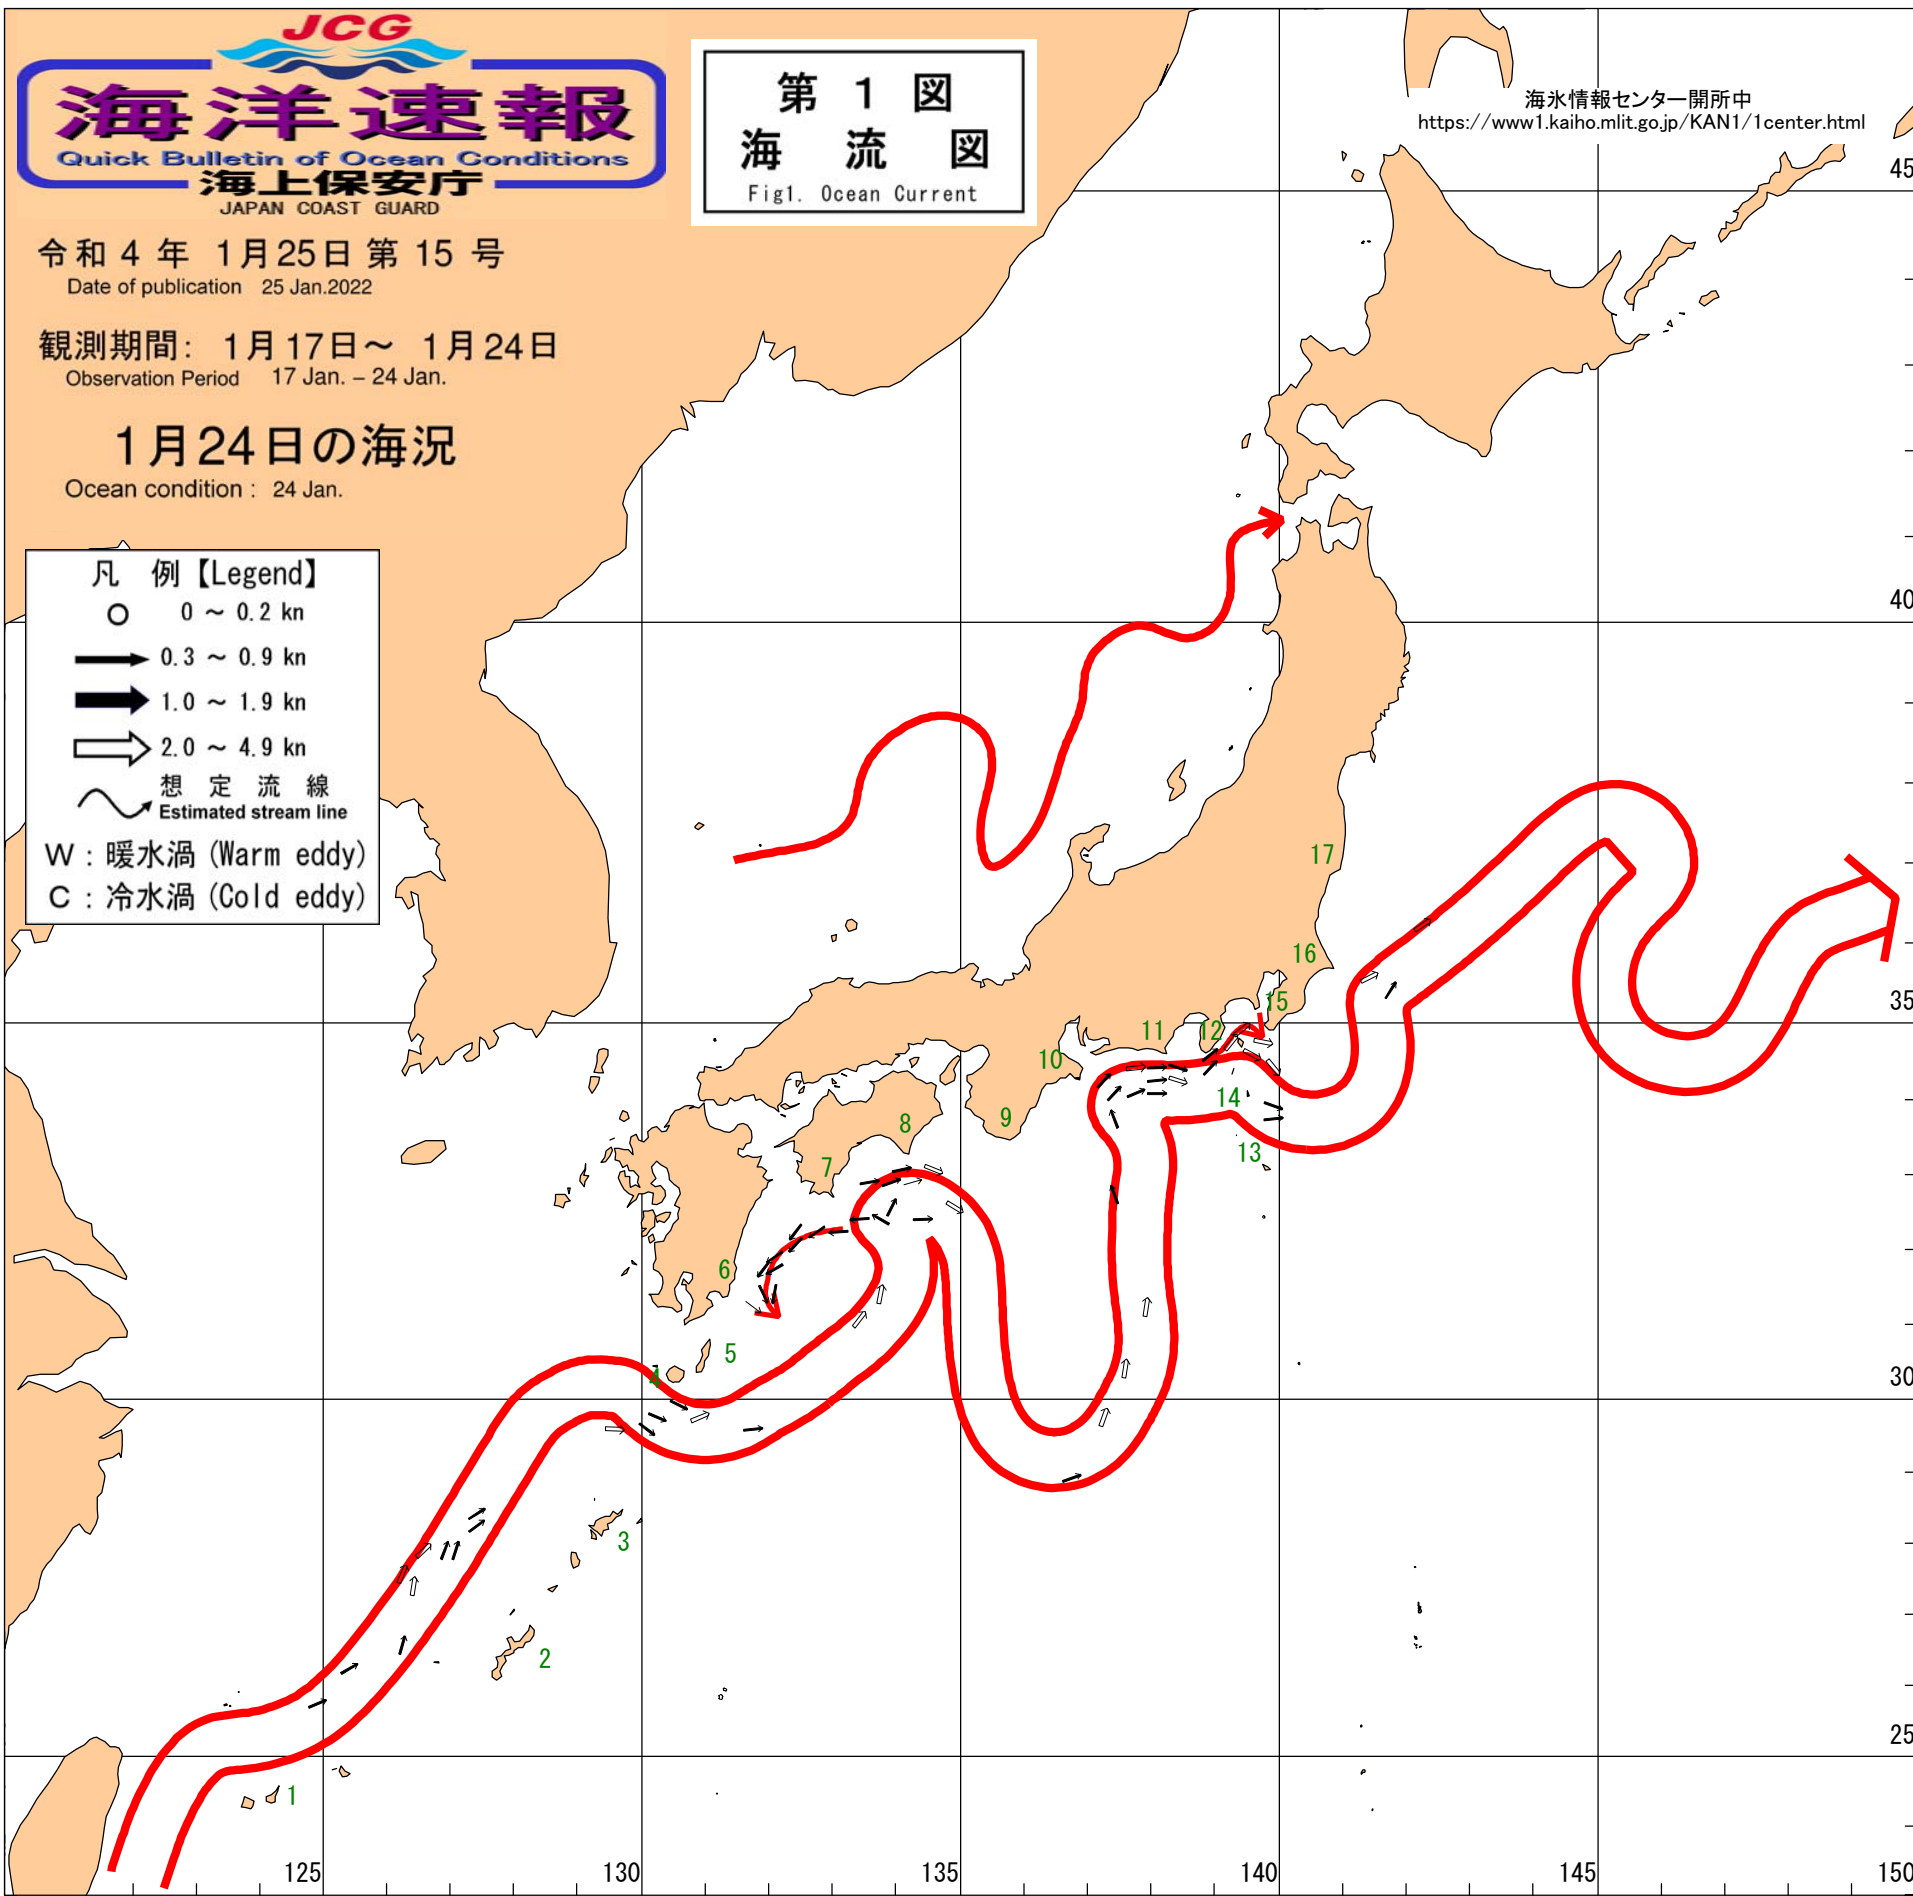 JCG
海洋速報
Quick Bulletin of Ocean Conditions
海上保安庁
JAPAN COAST GUARD
第 1 図
海 流 図
Fig1. Ocean Current
海氷情報センター開所中
https://www1.kaiho.mlit.go.jp/KAN1/1center.html
令和 4 年 1月25日 第 15 号
Date of publication 25 Jan.2022
観測期間: 1月17日～ 1月24日
Observation Period 17 Jan. – 24 Jan.
1月24日の海況
Ocean condition : 24 Jan.
凡 例【Legend】
0 ～ 0.2 kn
0.3 ～ 0.9 kn
1.0 ～ 1.9 kn
2.0 ～ 4.9 kn
想 定 流 線
Estimated stream line
W : 暖水渦 (Warm eddy)
C : 冷水渦 (Cold eddy)
45
40
17
16
35
15
12
11
10
14
9
8
13
7
6
5
4
30
3
2
25
1
125
130
135
140
145
150